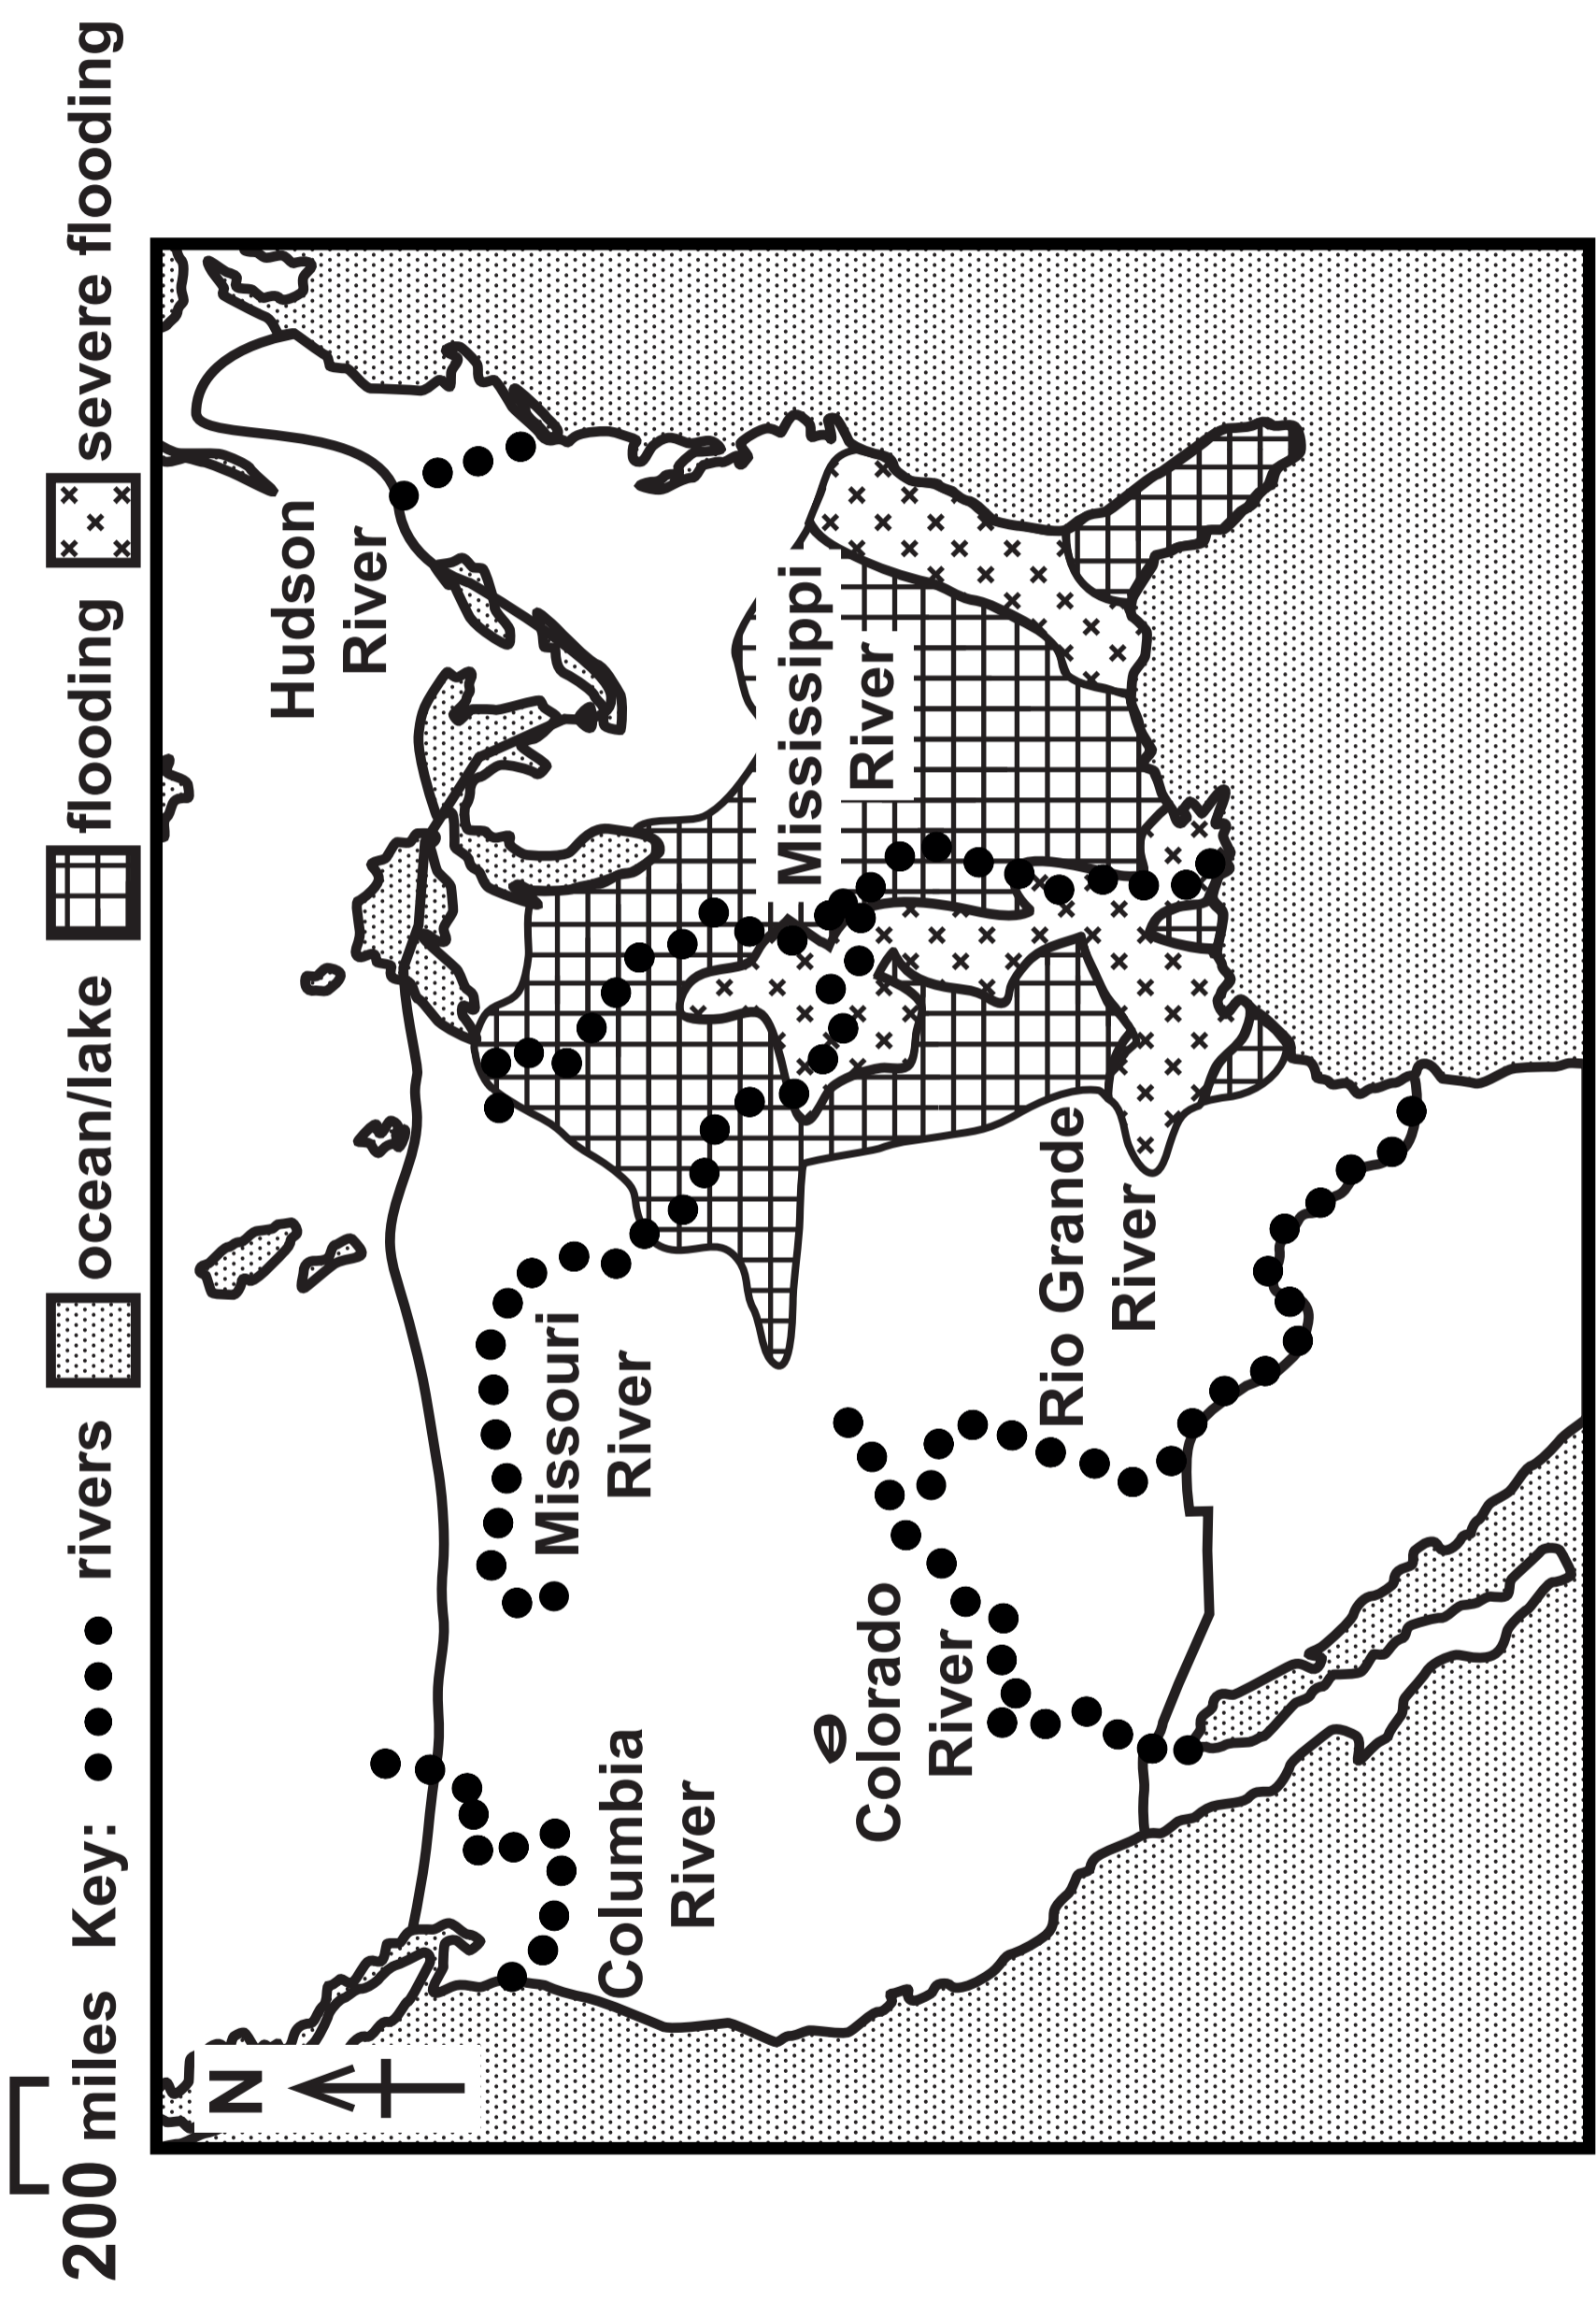 200 miles Key: rivers ocean/lake flooding severe flooding
N
Hudson
River
Mississippi
River
Missouri
River
Columbia
River
Colorado
River
Rio Grande
River